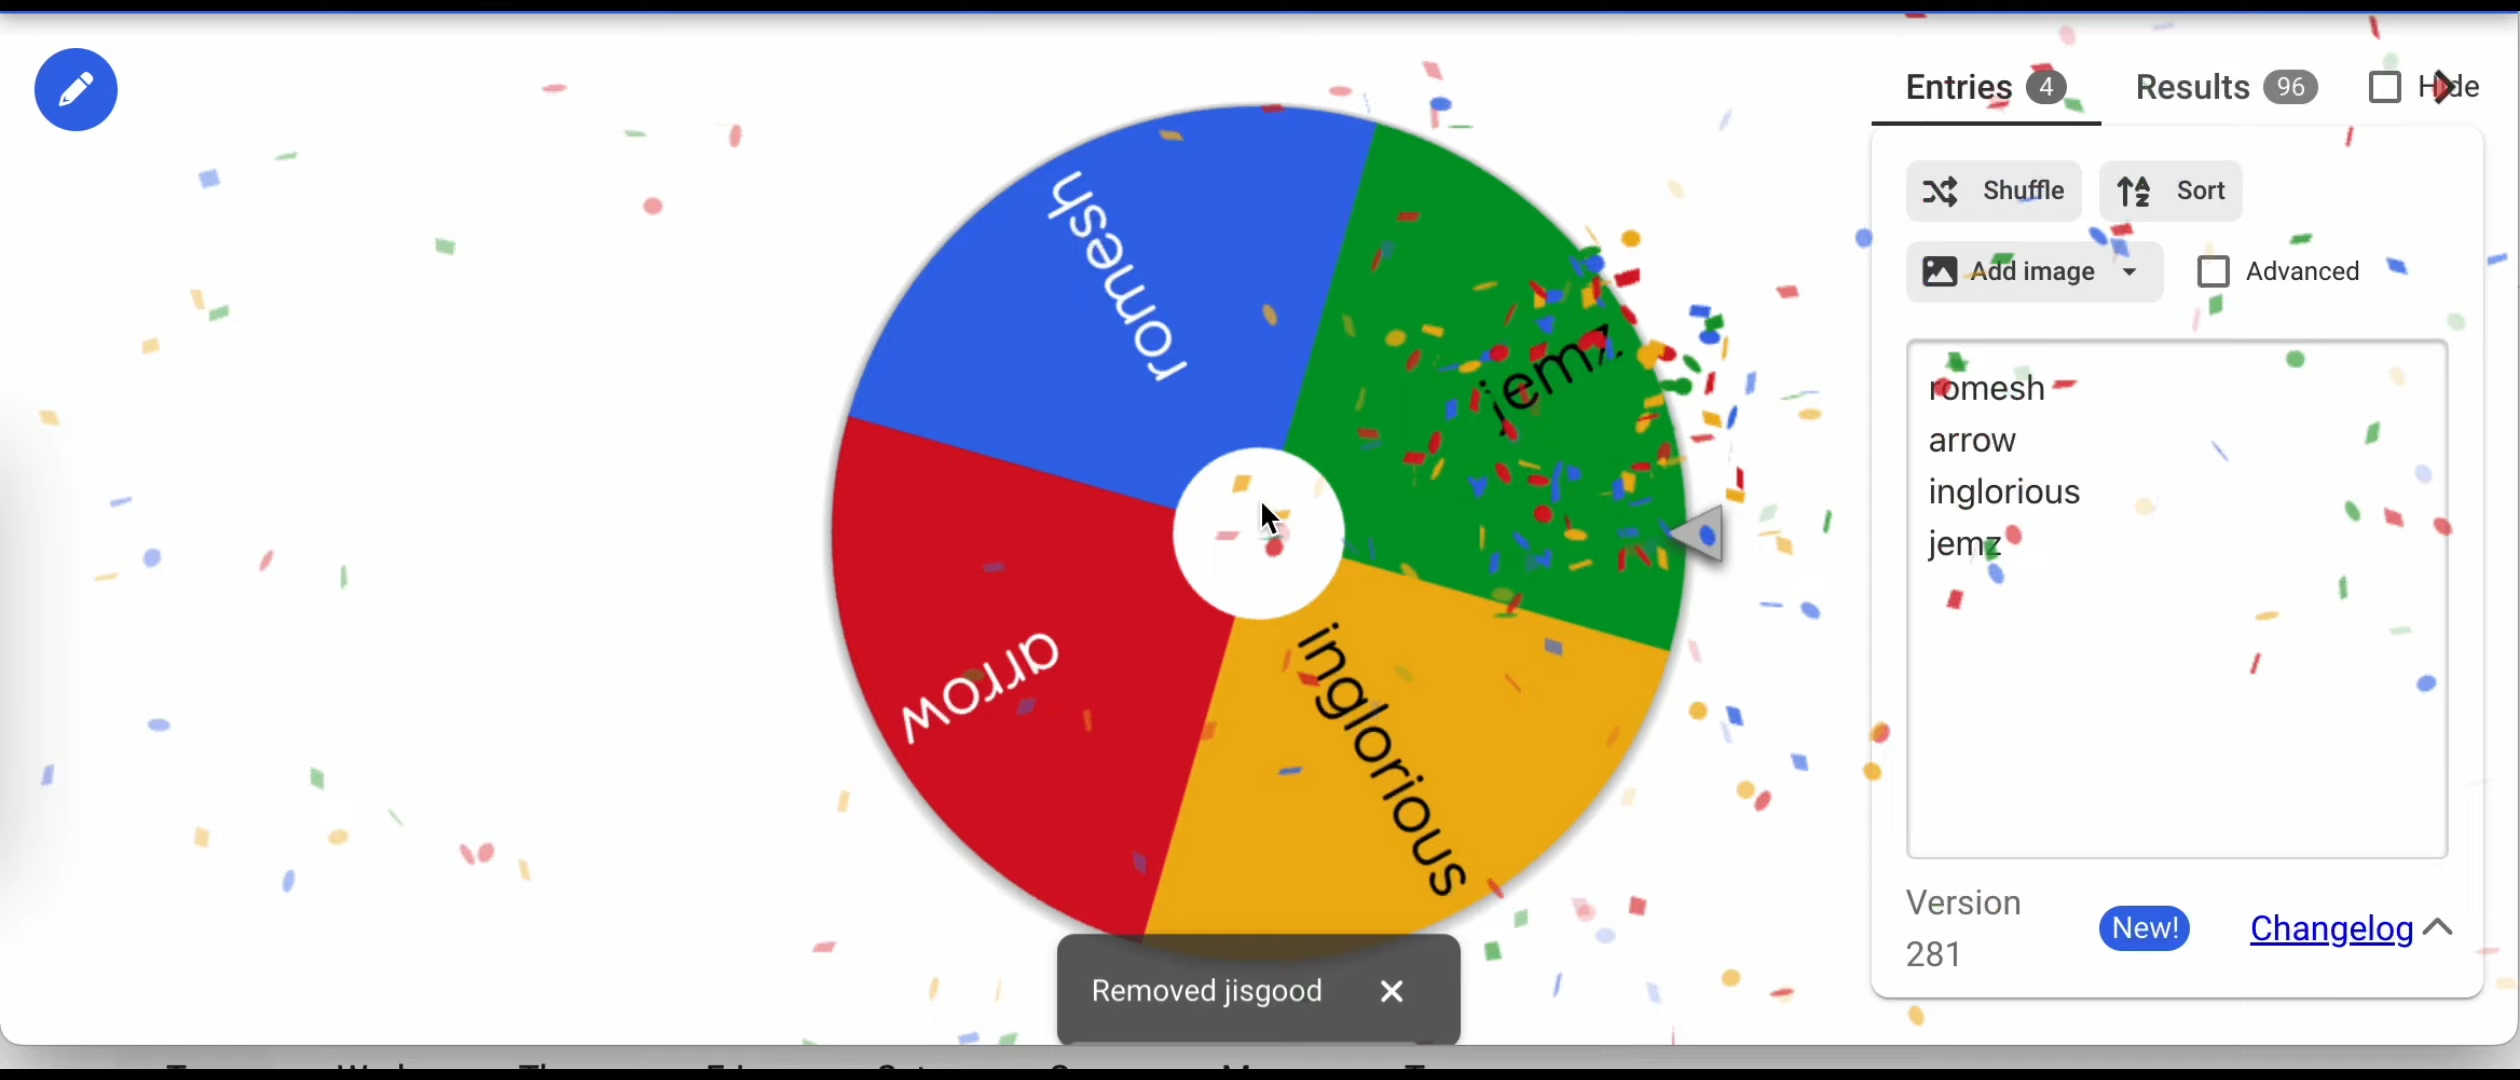 Entries 4 Results 96 Hide
Shuffle Sort
Add image Advanced
romesh
arrow
inglorious
jemz
romesh
jemz
arrow
inglorious
Version
281
New! Changelog
Removed jisgood